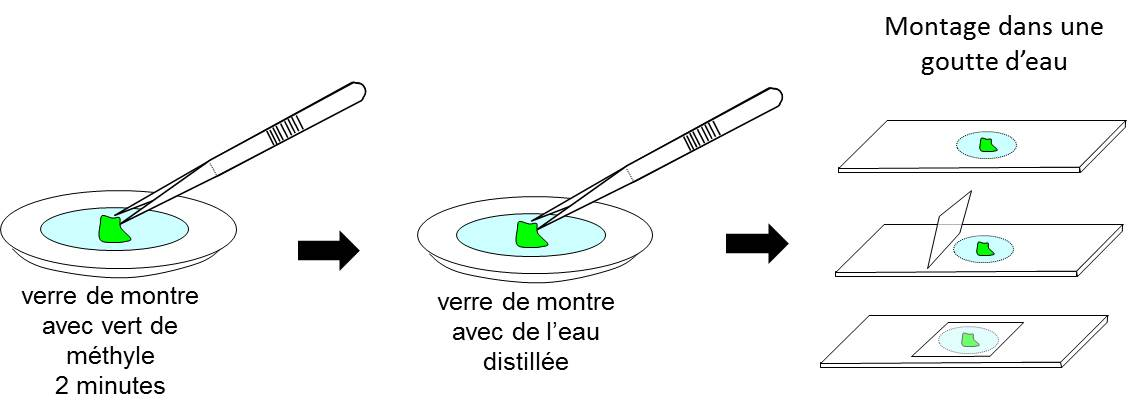 Montage dans une
goutte d’eau
verre de montre
avec vert de
méthyle
2 minutes
verre de montre
avec de l’eau
distillée